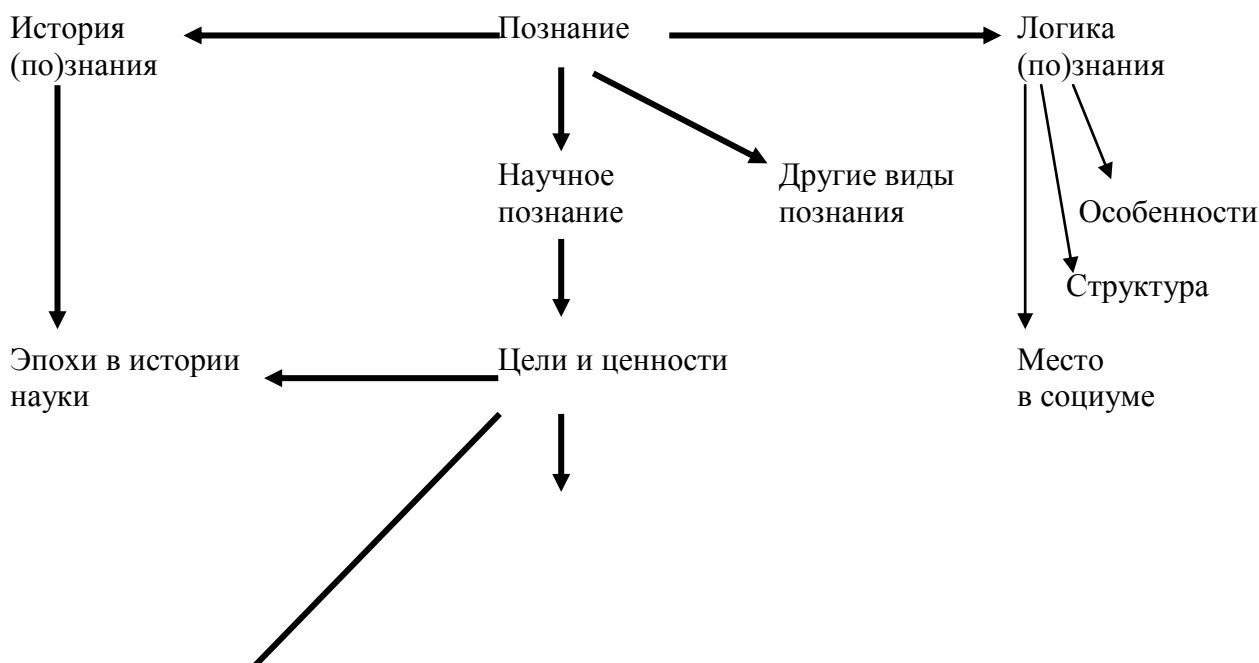 История
(по)знания
Познание
Логика
(по)знания
Научное
познание
Другие виды
познания
Особенности
Структура
Эпохи в истории
науки
Цели и ценности
Место
в социуме